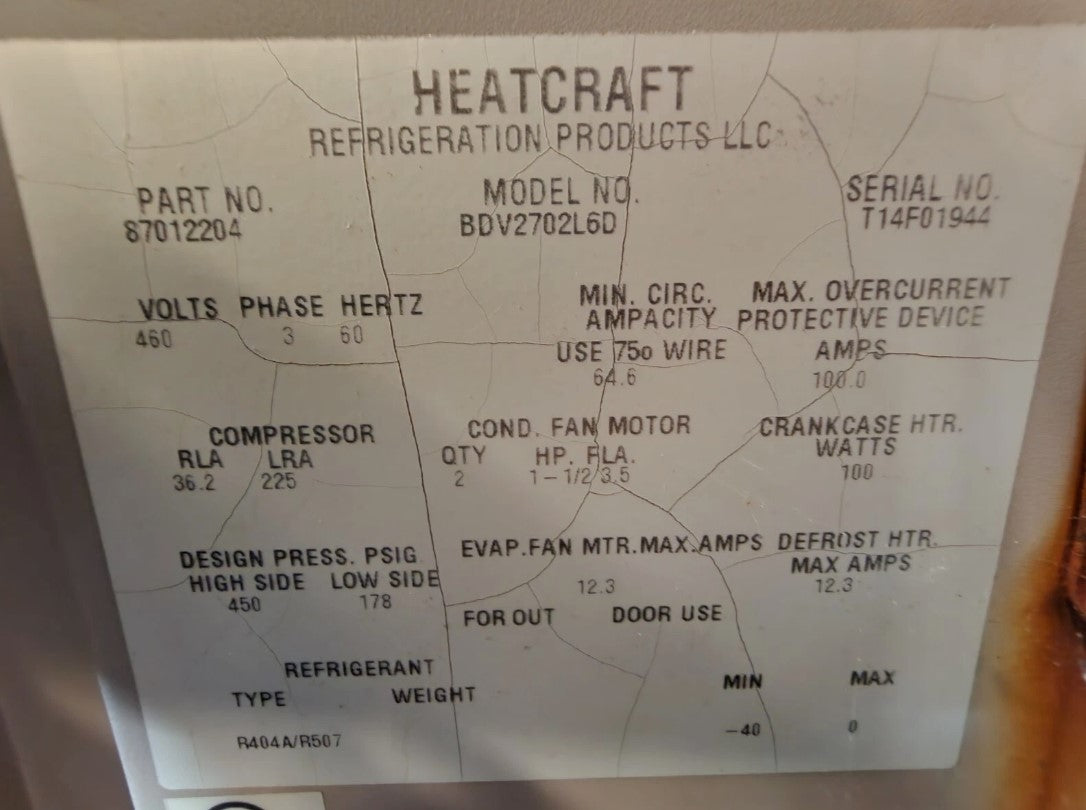 HEATCRAFT
REFRIGERATION PRODUCTS LLC
PART NO. MODEL NO. SERIAL NO.
87012204 BDV2702L6D T14F01944
VOLTS PHASE HERTZ MIN. CIRC. MAX. OVERCURRENT
AMPACITY PROTECTIVE DEVICE
460 3 60 USE 75o WIRE AMPS
64.6 100.0
COMPRESSOR COND. FAN MOTOR CRANKCASE HTR.
RLA LRA QTY HP. FLA. WATTS
36.2 225 2 1-1/2 3.5 100
DESIGN PRESS. PSIG EVAP.FAN MTR.MAX.AMPS DEFROST HTR.
HIGH SIDE LOW SIDE MAX AMPS
450 178 12.3 12.3
FOR OUT DOOR USE
REFRIGERANT MIN MAX
TYPE WEIGHT
R404A/R507 -40 0